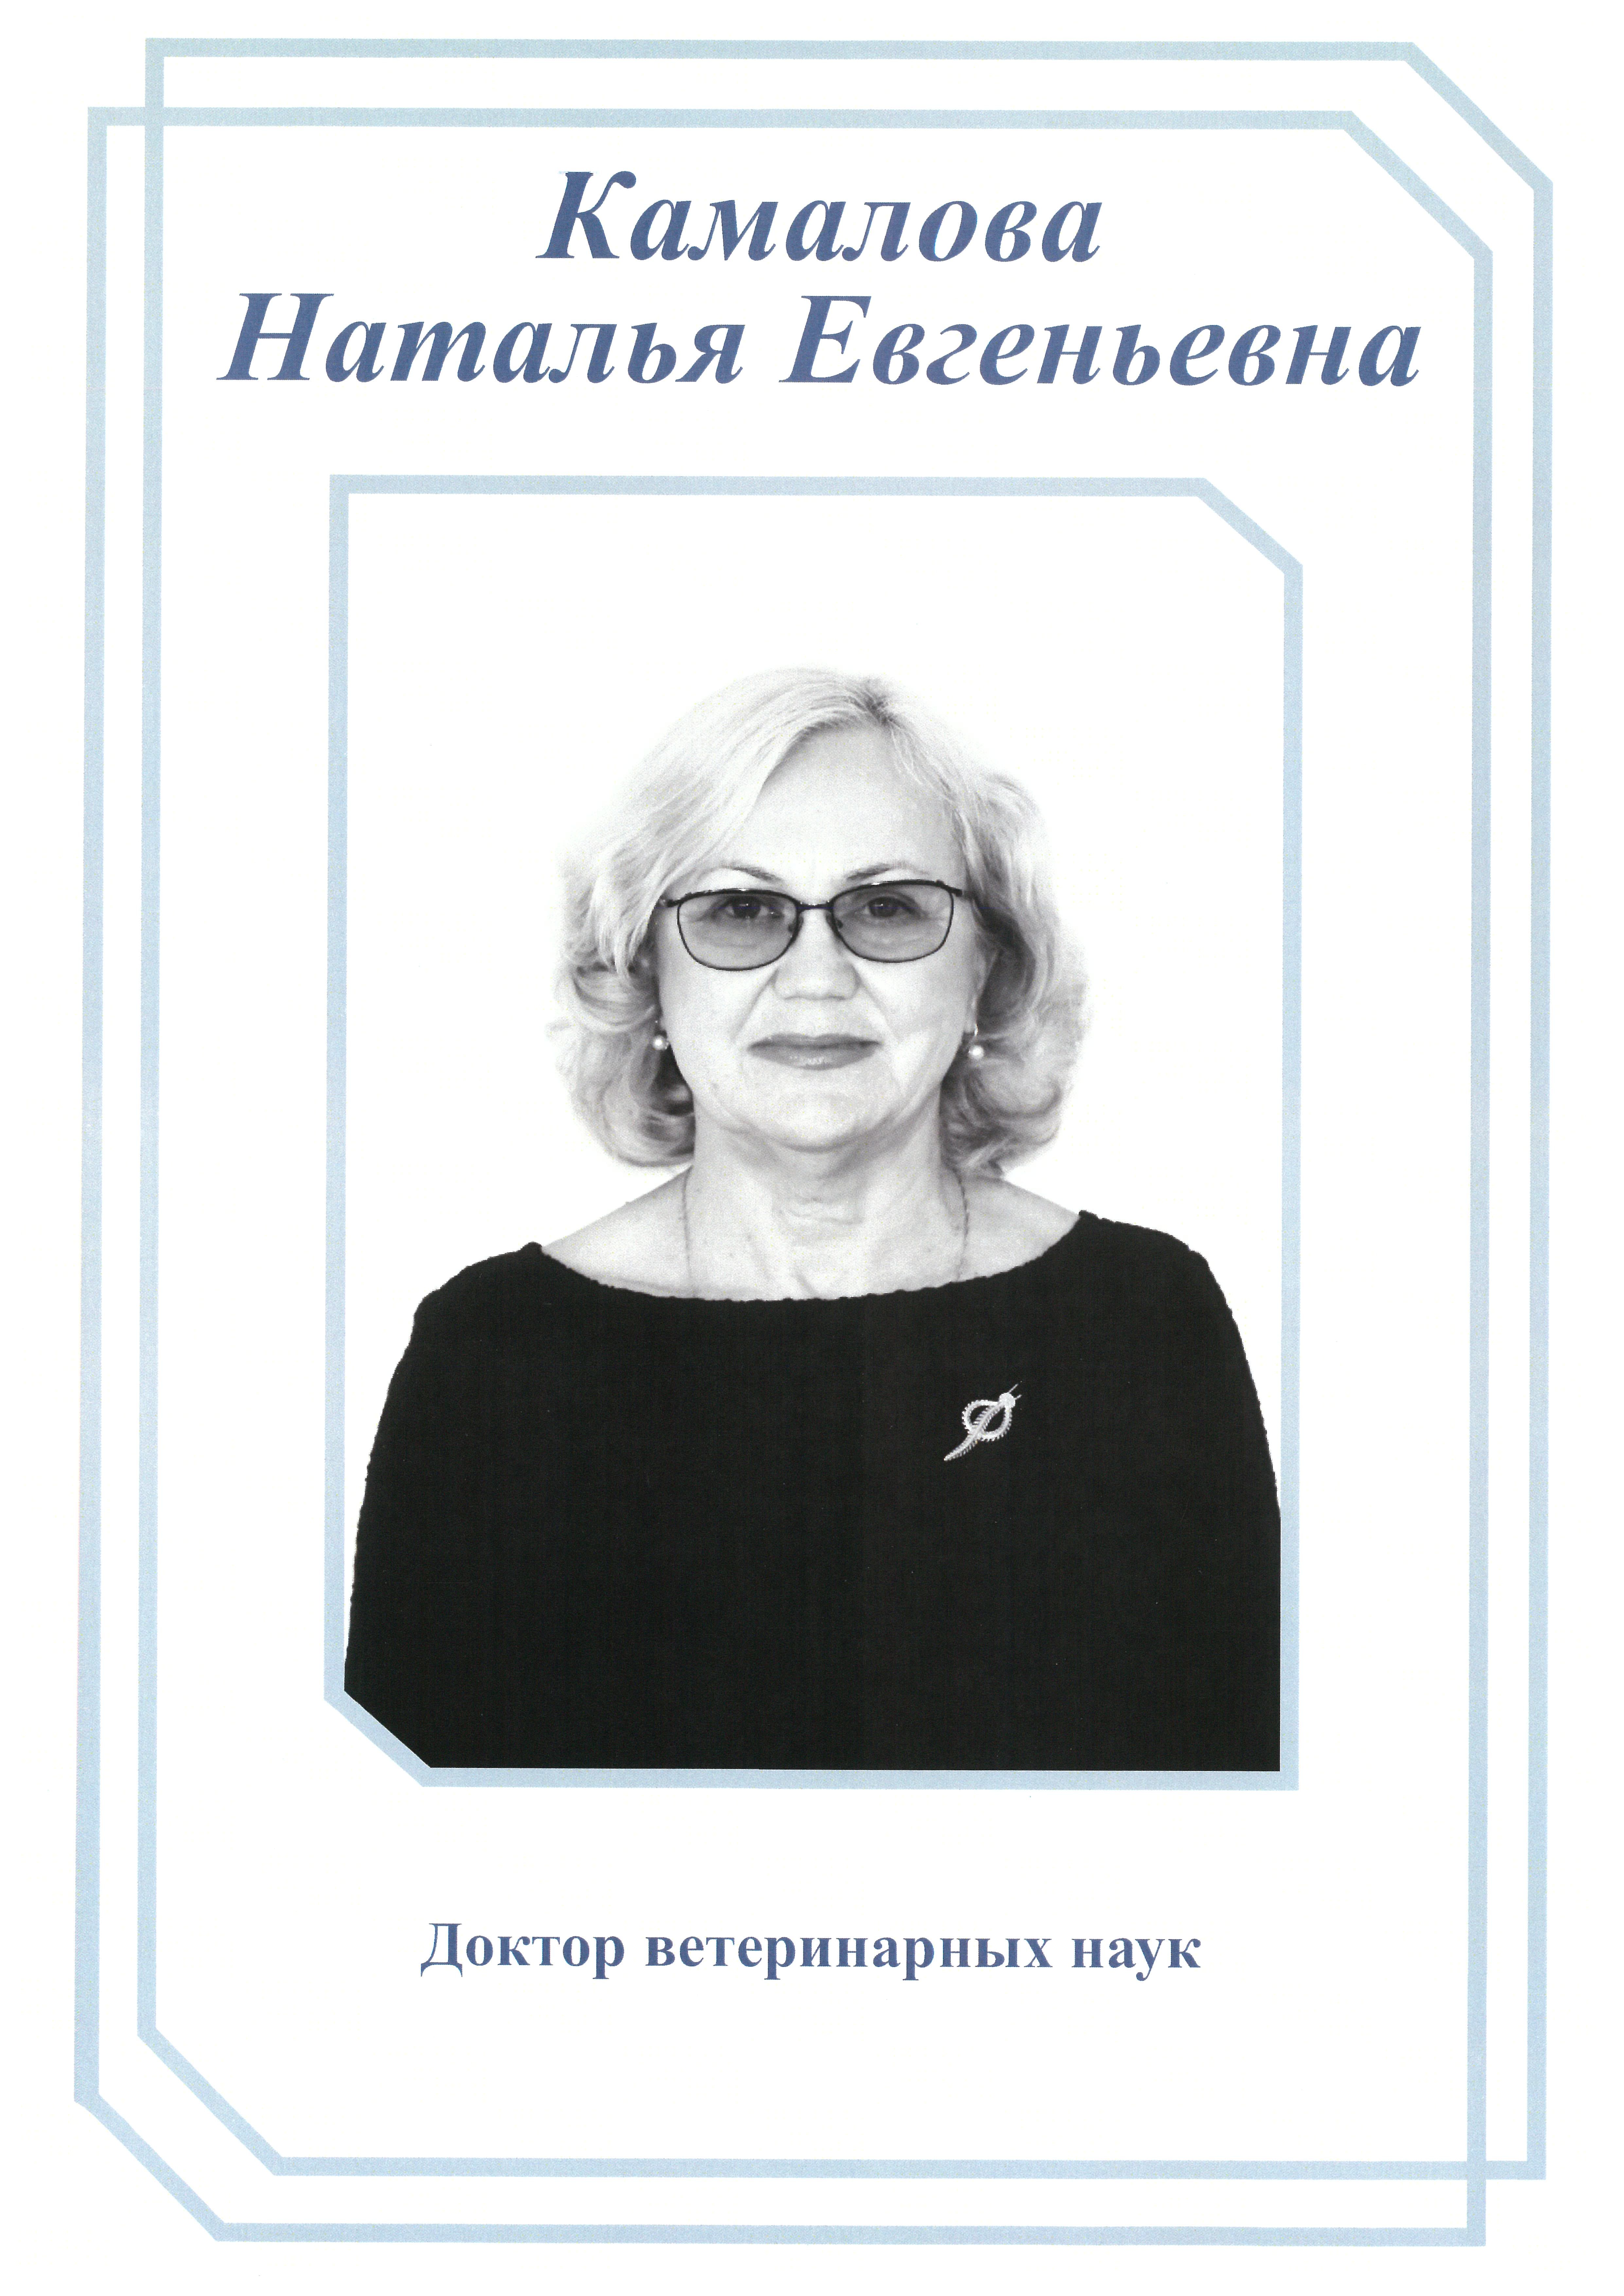 Камалова
Наталья Евгеньевна
Доктор ветеринарных наук